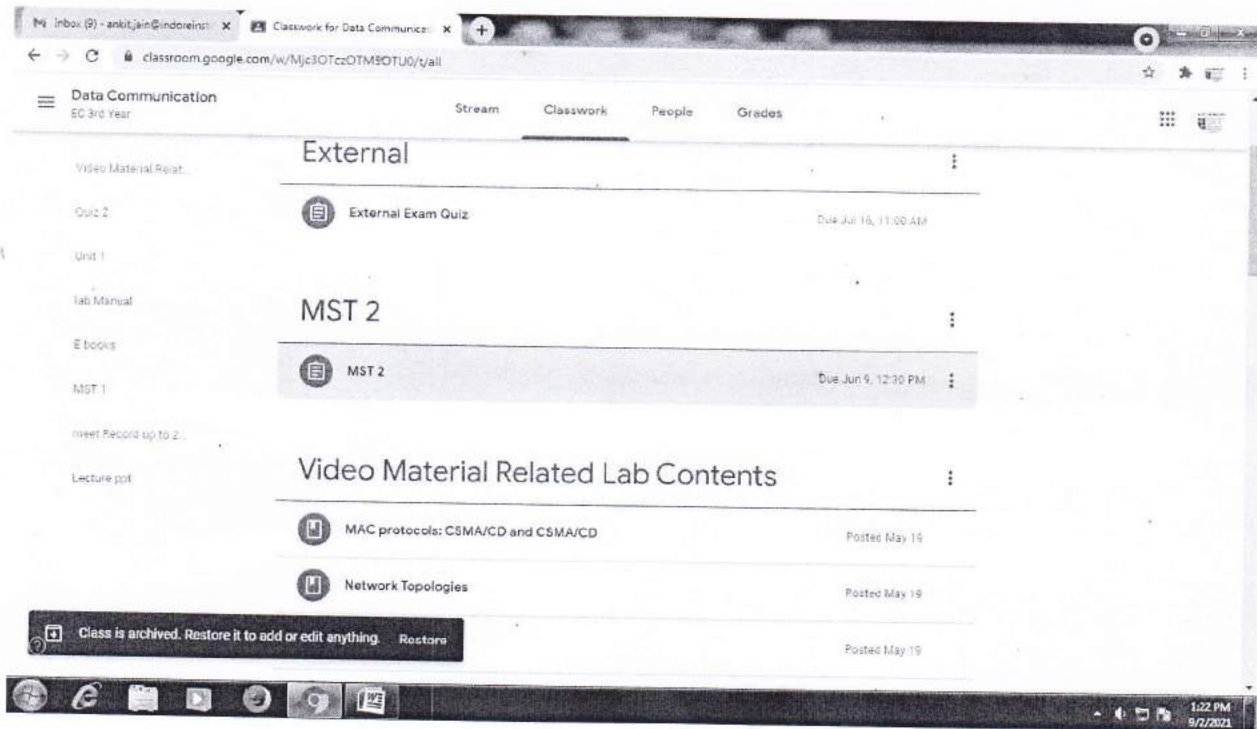 Inbox (9) - ankit.jain@indoreinst
Classwork for Data Communicat
classroom.google.com/w/Mjc3OTczOTM5OTU0/t/all
Data Communication
EC 3rd Year
Stream Classwork People Grades
Video Material Relat...
Quiz 2
Unit 1
lab Manual
E books
MST 1
meet Record up to 2...
Lecture ppt
External
External Exam Quiz Due Jul 16, 11:00 AM
MST 2
MST 2 Due Jun 9, 12:30 PM
Video Material Related Lab Contents
MAC protocols: CSMA/CD and CSMA/CD Posted May 19
Network Topologies Posted May 19
Posted May 19
Class is archived. Restore it to add or edit anything. Restore
1:22 PM
9/2/2021